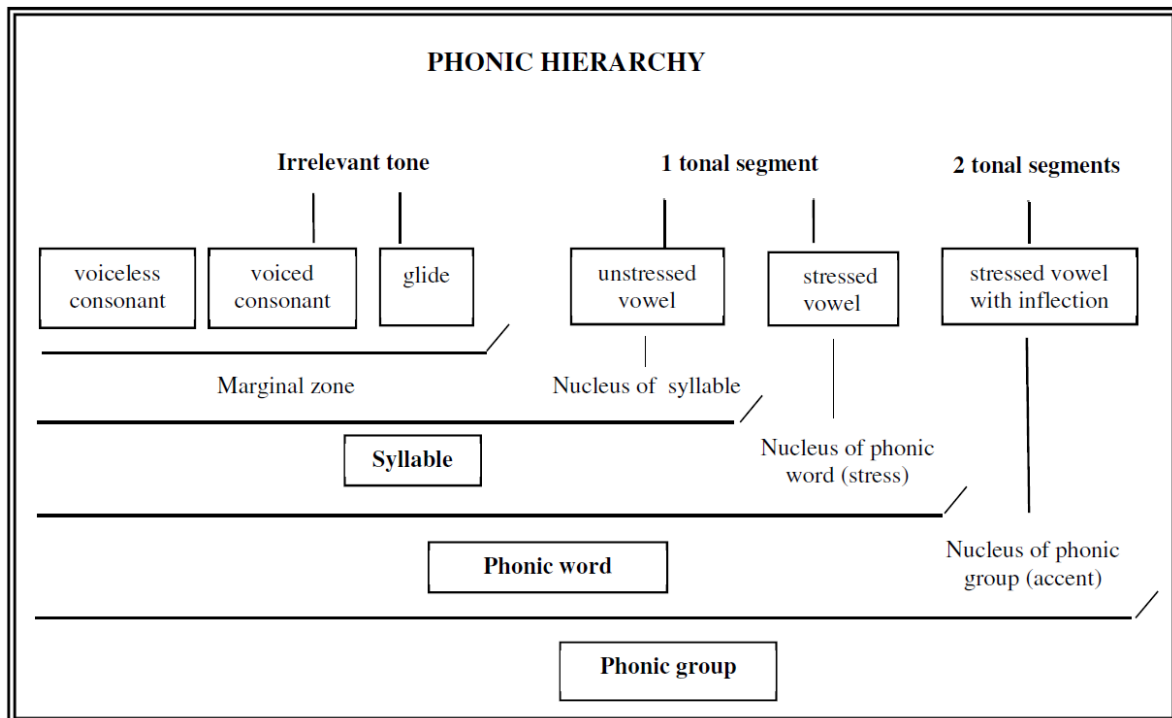 PHONIC HIERARCHY
Irrelevant tone 1 tonal segment 2 tonal segments
voiceless consonant
voiced consonant
glide
unstressed vowel
stressed vowel
stressed vowel with inflection
Marginal zone
Nucleus of syllable
Syllable
Nucleus of phonic word (stress)
Phonic word
Nucleus of phonic group (accent)
Phonic group